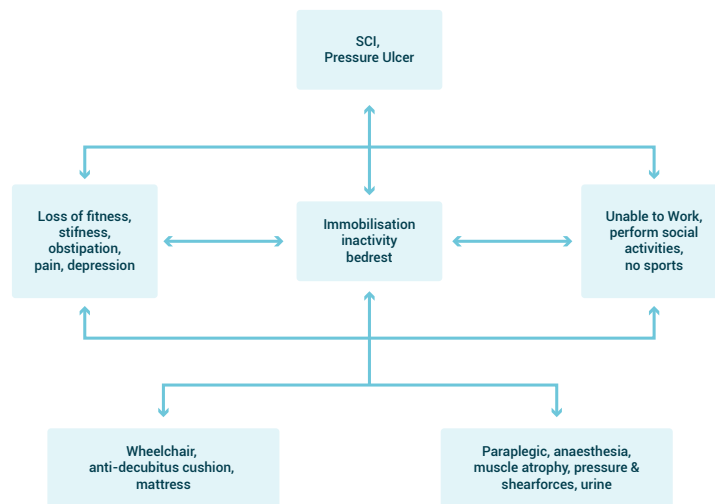 SCI,
Pressure Ulcer
Loss of fitness,
stifness,
obstipation,
pain, depression
Immobilisation
inactivity
bedrest
Unable to Work,
perform social
activities,
no sports
Wheelchair,
anti-decubitus cushion,
mattress
Paraplegic, anaesthesia,
muscle atrophy, pressure &
shearforces, urine